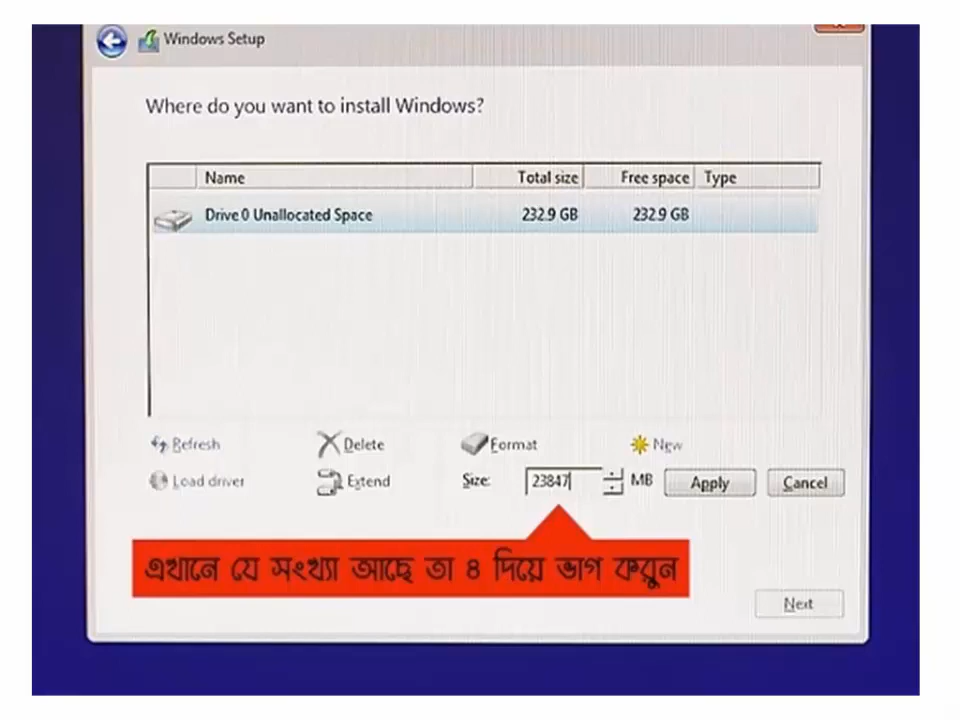 Windows Setup
Where do you want to install Windows?
Name Total size Free space Type
Drive 0 Unallocated Space 232.9 GB 232.9 GB
Refresh Delete Format New
Load driver Extend Size: 23847 MB Apply Cancel
এখানে যে সংখ্যা আছে তা ৪ দিয়ে ভাগ করুন
Next